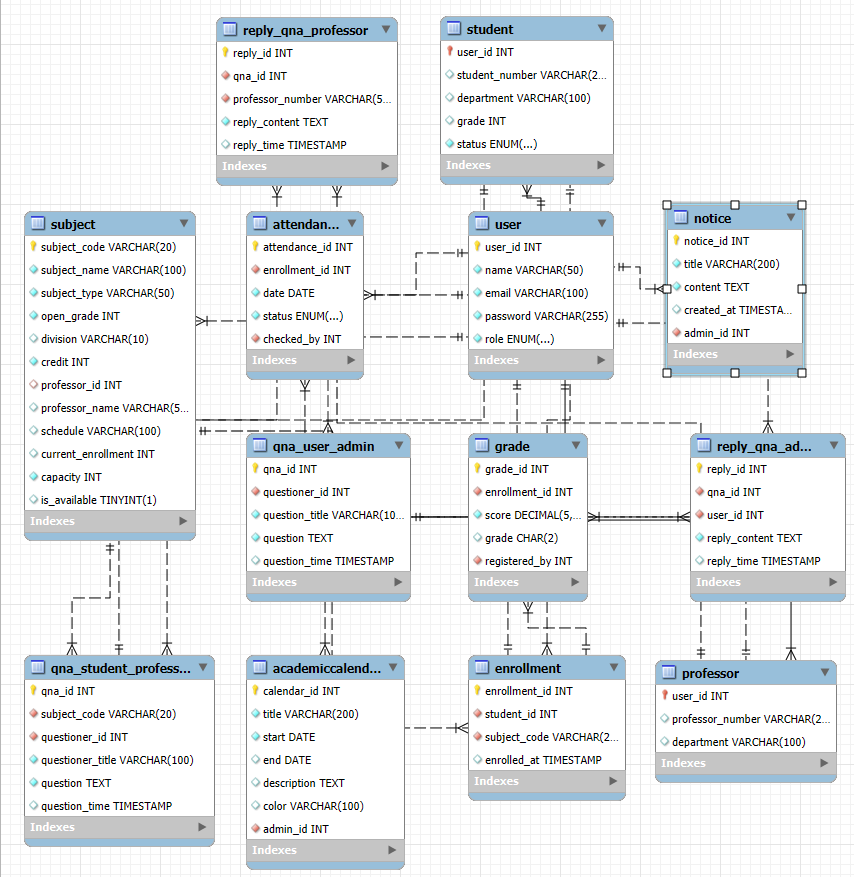 reply_qna_professor
reply_id INT
qna_id INT
professor_number VARCHAR(5...
reply_content TEXT
reply_time TIMESTAMP
Indexes
student
user_id INT
student_number VARCHAR(2...
department VARCHAR(100)
grade INT
status ENUM(...)
Indexes
subject
subject_code VARCHAR(20)
subject_name VARCHAR(100)
subject_type VARCHAR(50)
open_grade INT
division VARCHAR(10)
credit INT
professor_id INT
professor_name VARCHAR(5...
schedule VARCHAR(100)
current_enrollment INT
capacity INT
is_available TINYINT(1)
Indexes
attendan...
attendance_id INT
enrollment_id INT
date DATE
status ENUM(...)
checked_by INT
Indexes
user
user_id INT
name VARCHAR(50)
email VARCHAR(100)
password VARCHAR(255)
role ENUM(...)
Indexes
notice
notice_id INT
title VARCHAR(200)
content TEXT
created_at TIMESTA...
admin_id INT
Indexes
qna_user_admin
qna_id INT
questioner_id INT
question_title VARCHAR(10...
question TEXT
question_time TIMESTAMP
Indexes
grade
grade_id INT
enrollment_id INT
score DECIMAL(5,...
grade CHAR(2)
registered_by INT
Indexes
reply_qna_ad...
reply_id INT
qna_id INT
user_id INT
reply_content TEXT
reply_time TIMESTAMP
Indexes
qna_student_profess...
qna_id INT
subject_code VARCHAR(20)
questioner_id INT
questioner_title VARCHAR(100)
question TEXT
question_time TIMESTAMP
Indexes
academiccalend...
calendar_id INT
title VARCHAR(200)
start DATE
end DATE
description TEXT
color VARCHAR(100)
admin_id INT
Indexes
enrollment
enrollment_id INT
student_id INT
subject_code VARCHAR(2...
enrolled_at TIMESTAMP
Indexes
professor
user_id INT
professor_number VARCHAR(2...
department VARCHAR(100)
Indexes